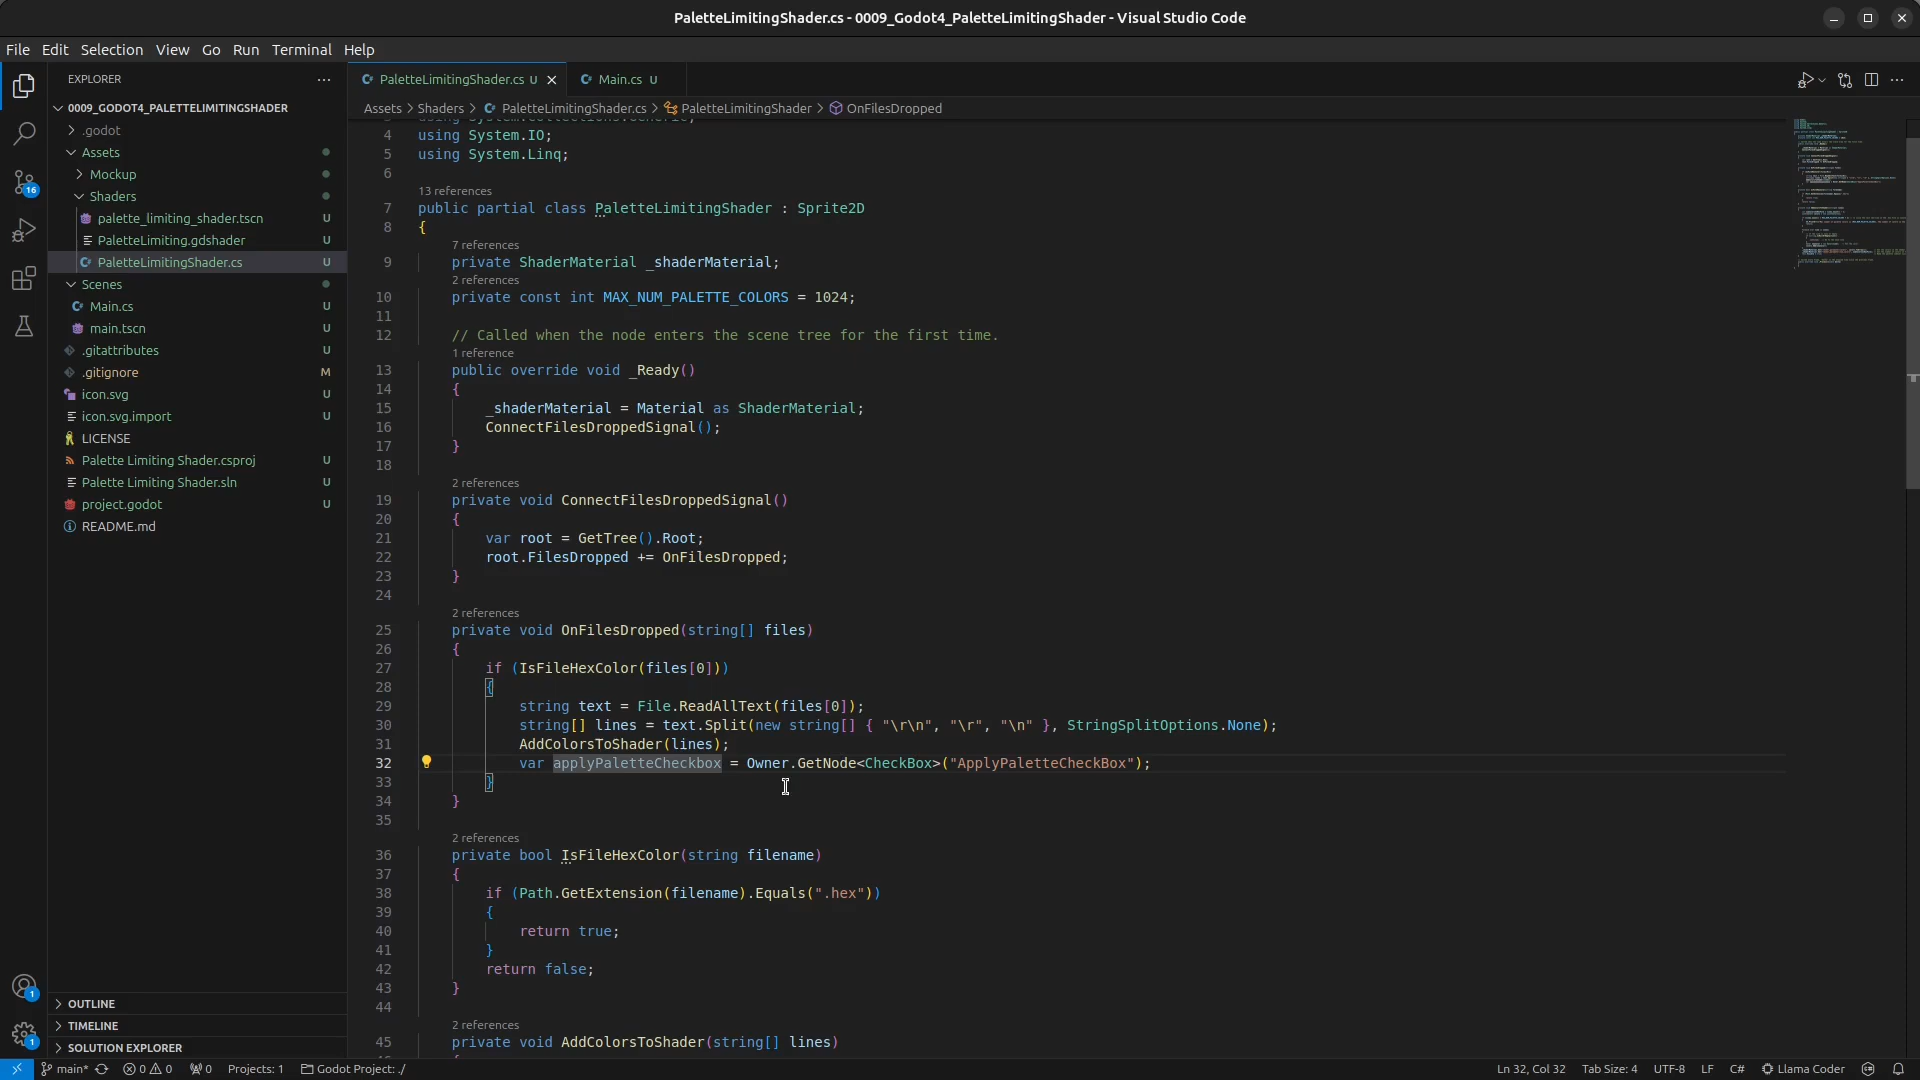 PaletteLimitingShader.cs - 0009_Godot4_PaletteLimitingShader - Visual Studio Code
File Edit Selection View Go Run Terminal Help
EXPLORER
0009_GODOT4_PALETTELIMITINGSHADER
.godot
Assets
Mockup
Shaders
palette_limiting_shader.tscn U
PaletteLimiting.gdshader U
PaletteLimitingShader.cs U
Scenes
Main.cs U
main.tscn U
.gitattributes U
.gitignore M
icon.svg U
icon.svg.import U
LICENSE
Palette Limiting Shader.csproj U
Palette Limiting Shader.sln U
project.godot U
README.md
OUTLINE
TIMELINE
SOLUTION EXPLORER
16
1
1
PaletteLimitingShader.cs U
Main.cs U
Assets > Shaders > PaletteLimitingShader.cs > PaletteLimitingShader > OnFilesDropped
4 using System.IO;
5 using System.Linq;
6
13 references
7 public partial class PaletteLimitingShader : Sprite2D
8 {
7 references
9 private ShaderMaterial _shaderMaterial;
2 references
10 private const int MAX_NUM_PALETTE_COLORS = 1024;
11
12 // Called when the node enters the scene tree for the first time.
1 reference
13 public override void _Ready()
14 {
15 _shaderMaterial = Material as ShaderMaterial;
16 ConnectFilesDroppedSignal();
17 }
18
2 references
19 private void ConnectFilesDroppedSignal()
20 {
21 var root = GetTree().Root;
22 root.FilesDropped += OnFilesDropped;
23 }
24
2 references
25 private void OnFilesDropped(string[] files)
26 {
27 if (IsFileHexColor(files[0]))
28 {
29 string text = File.ReadAllText(files[0]);
30 string[] lines = text.Split(new string[] { "\r\n", "\r", "\n" }, StringSplitOptions.None);
31 AddColorsToShader(lines);
32 var applyPaletteCheckbox = Owner.GetNode<CheckBox>("ApplyPaletteCheckBox");
33 }
34 }
35
2 references
36 private bool IsFileHexColor(string filename)
37 {
38 if (Path.GetExtension(filename).Equals(".hex"))
39 {
40 return true;
41 }
42 return false;
43 }
44
2 references
45 private void AddColorsToShader(string[] lines)
main* 0 0 0 Projects: 1 Godot Project: ./
Ln 32, Col 32 Tab Size: 4 UTF-8 LF C# Llama Coder